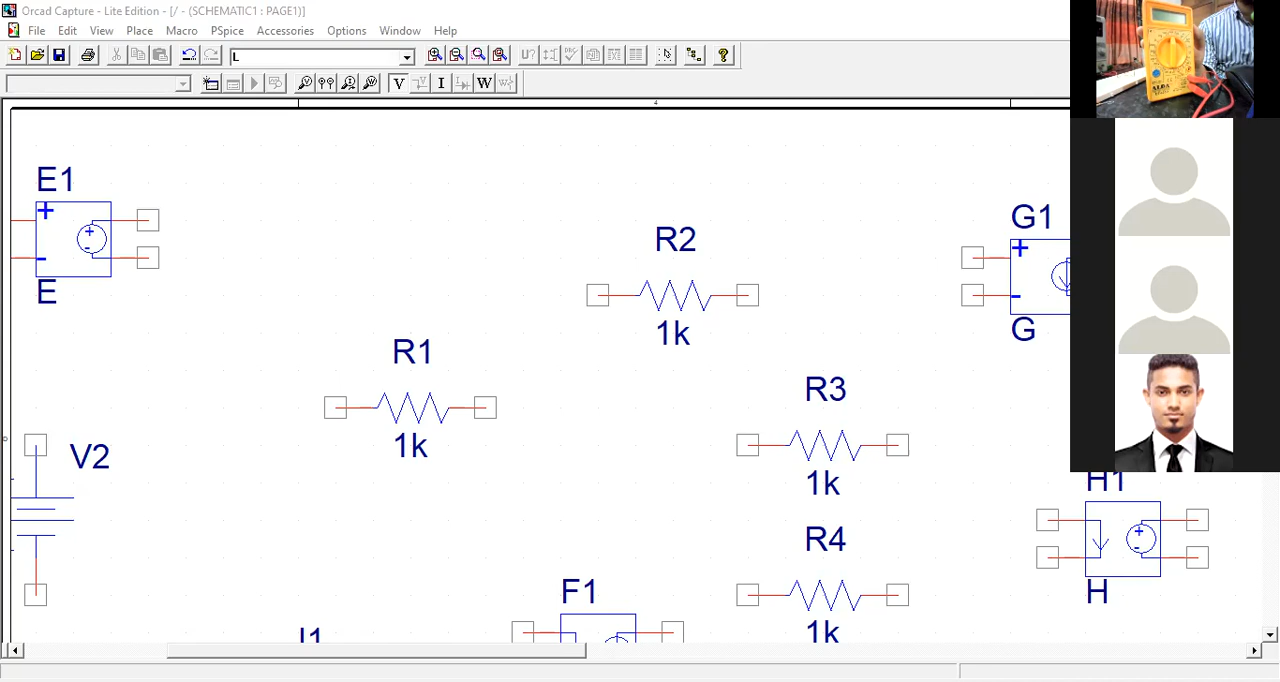 Orcad Capture - Lite Edition - [/ - (SCHEMATIC1 : PAGE1)]
File Edit View Place Macro PSpice Accessories Options Window Help
L
U?
V I W
4
E1
+
+
-
-
E
R2
1k
G1
+
-
G
R1
1k
V2
R3
1k
H1
+
-
H
R4
1k
F1
I1